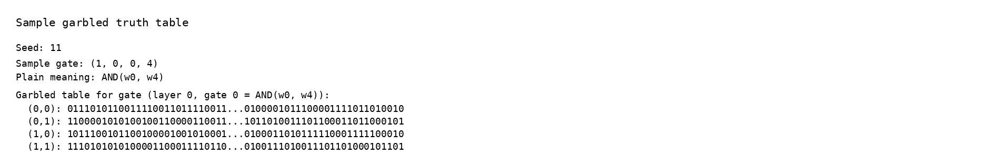 Sample garbled truth table
Seed: 11
Sample gate: (1, 0, 0, 4)
Plain meaning: AND(w0, w4)
Garbled table for gate (layer 0, gate 0 = AND(w0, w4)):
(0,0): 0111010110011110011011110011...0100001011100001111011010010
(0,1): 1100001010100100110000110011...1011010011101100011011000101
(1,0): 1011100101100100001001010001...0100011010111110001111100010
(1,1): 1110101010100001100011110110...0100111010011101101000101101